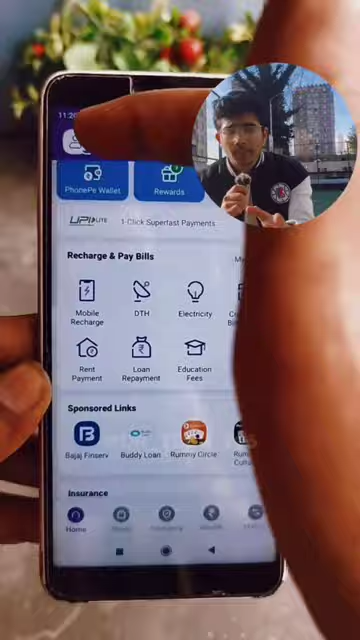 11:20
PhonePe Wallet
Rewards
UPI LITE
1-Click Superfast Payments
Recharge & Pay Bills
My
Mobile
Recharge
DTH
Electricity
Rent
Payment
Loan
Repayment
Education
Fees
Sponsored Links
Bajaj Finserv
Buddy Loan
Rummy Circle
Insurance
Home